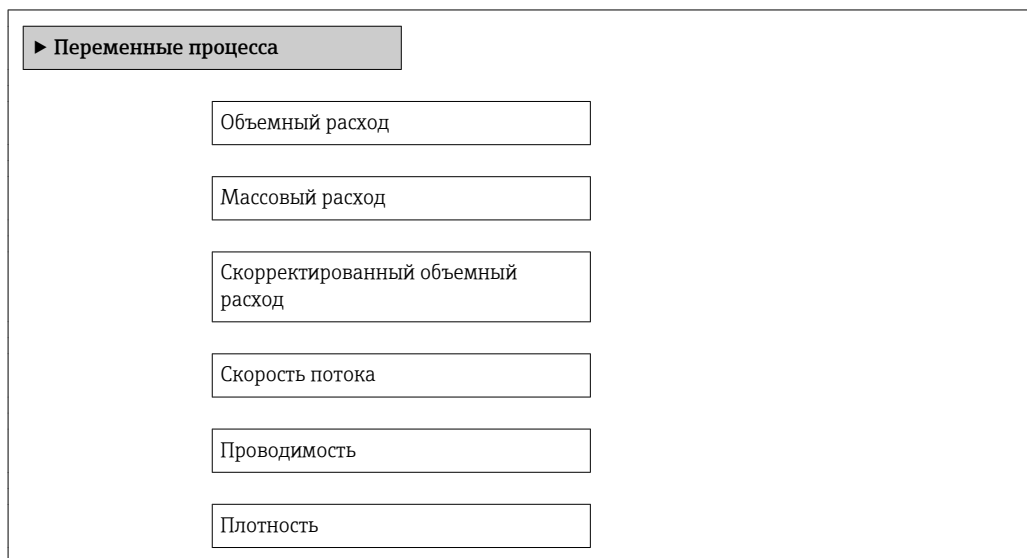 ▶ Переменные процесса
Объемный расход
Массовый расход
Скорректированный объемный
расход
Скорость потока
Проводимость
Плотность